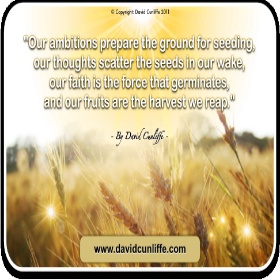 © Copyright David Cunliffe 2011
"Our ambitions prepare the ground for seeding,
our thoughts scatter the seeds in our wake,
our faith is the force that germinates,
and our fruits are the harvest we reap."
- By David Cunliffe -
www.davidcunliffe.com